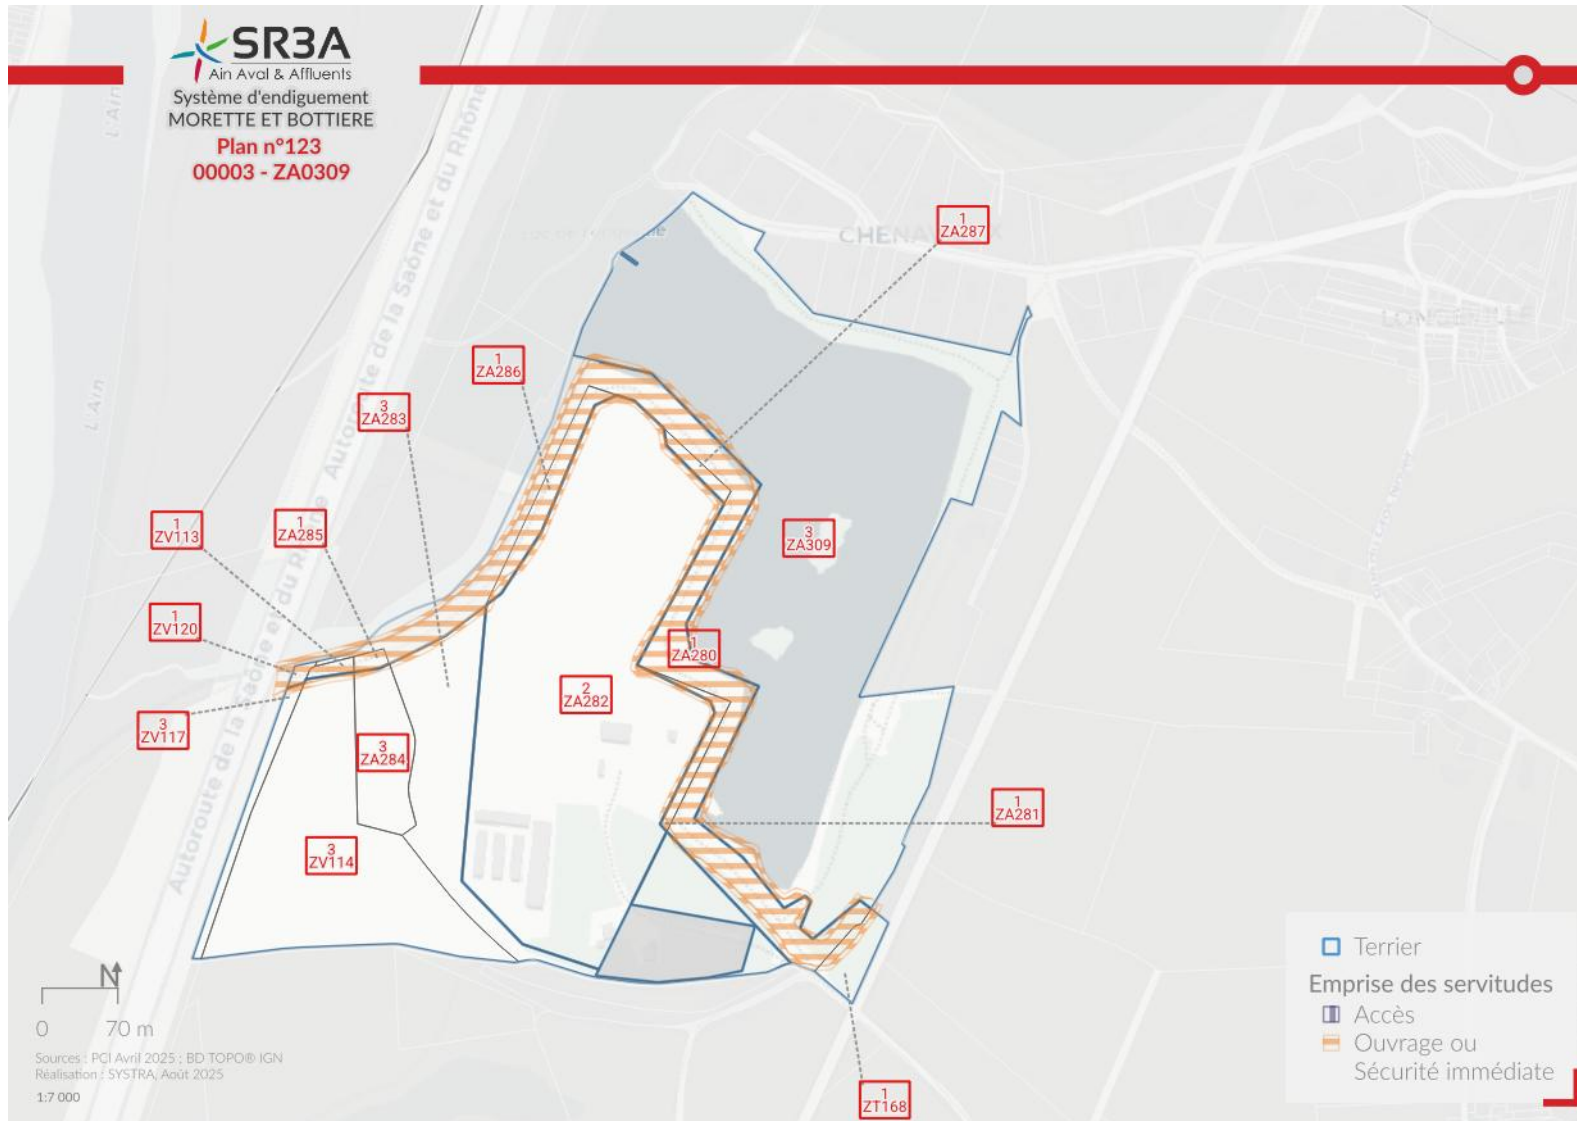 SR3A
Ain Aval & Affluents
Système d'endiguement
MORETTE ET BOTTIERE
Plan n°123
00003 - ZA0309
L'Ain
L'Ain
Autoroute de la Saône et du Rhône
Autoroute de la Saône et du Rhône
CHENAVIEUX
LONGEVILLE
1
ZA287
1
ZA286
3
ZA283
1
ZV113
1
ZA285
3
ZA309
1
ZV120
1
ZA280
2
ZA282
3
ZV117
3
ZA284
1
ZA281
3
ZV114
1
ZT168
N
0 70 m
Sources : PCI Avril 2025 ; BD TOPO® IGN
Réalisation : SYSTRA, Août 2025
1:7 000
Terrier
Emprise des servitudes
Accès
Ouvrage ou
Sécurité immédiate